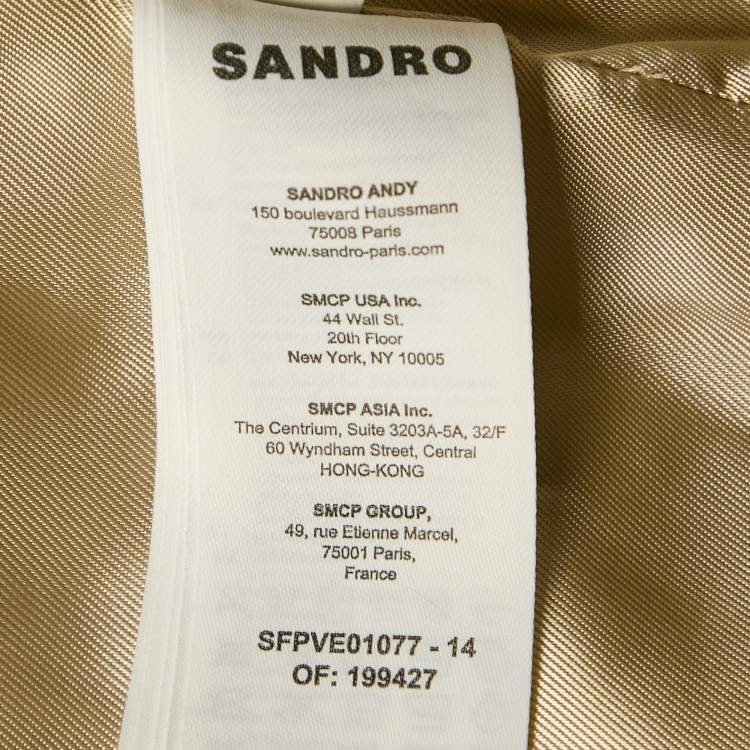 SANDRO
SANDRO ANDY
150 boulevard Haussmann
75008 Paris
www.sandro-paris.com
SMCP USA Inc.
44 Wall St.
20th Floor
New York, NY 10005
SMCP ASIA Inc.
The Centrium, Suite 3203A-5A, 32/F
60 Wyndham Street, Central
HONG-KONG
SMCP GROUP,
49, rue Etienne Marcel,
75001 Paris,
France
SFPVE01077 - 14
OF: 199427